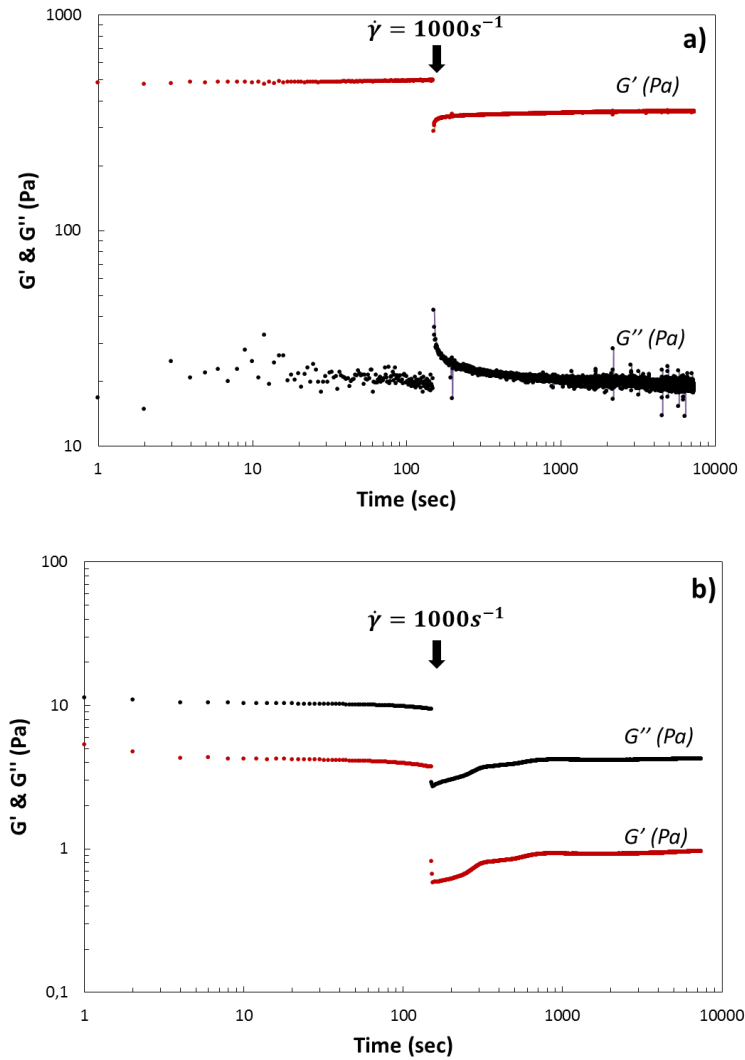 γ̇ = 1000s⁻¹
a)
1000
G' (Pa)
G' & G'' (Pa)
100
G'' (Pa)
10
1 10 100 1000 10000
Time (sec)
100
b)
γ̇ = 1000s⁻¹
10
G'' (Pa)
G' & G'' (Pa)
1
G' (Pa)
0,1
1 10 100 1000 10000
Time (sec)